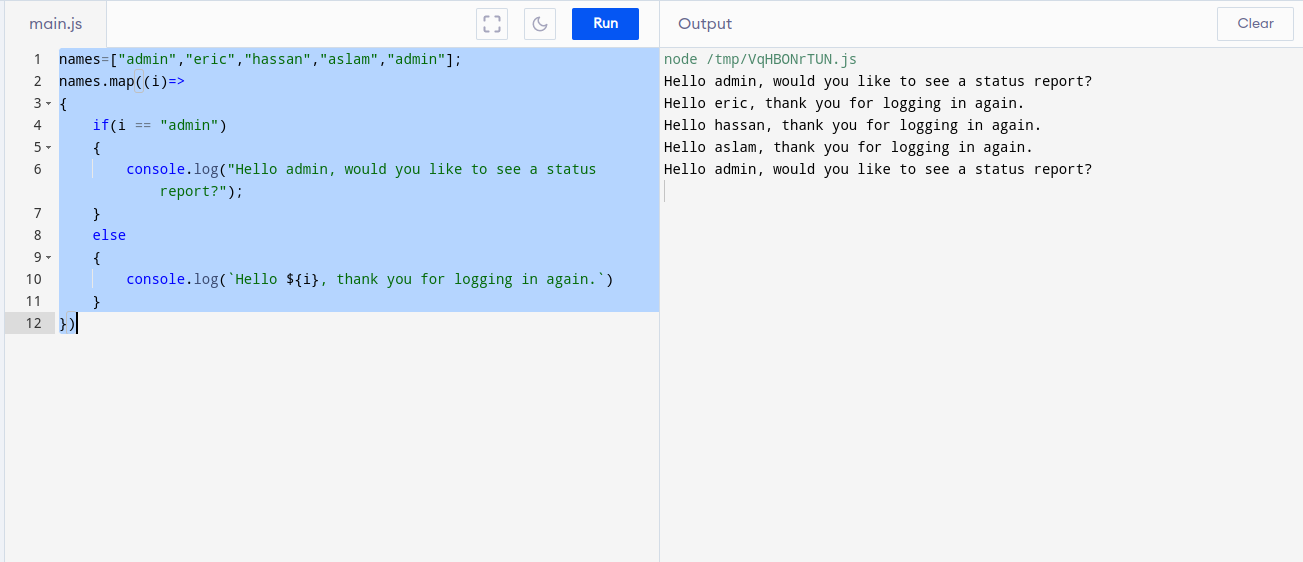 main.js
Run
Output
Clear
1 names=["admin","eric","hassan","aslam","admin"];
2 names.map((i)=>
3 {
4     if(i == "admin")
5     {
6         console.log("Hello admin, would you like to see a status
            report?");
7     }
8     else
9     {
10         console.log(`Hello ${i}, thank you for logging in again.`)
11     }
12 })
node /tmp/VqHBONrTUN.js
Hello admin, would you like to see a status report?
Hello eric, thank you for logging in again.
Hello hassan, thank you for logging in again.
Hello aslam, thank you for logging in again.
Hello admin, would you like to see a status report?